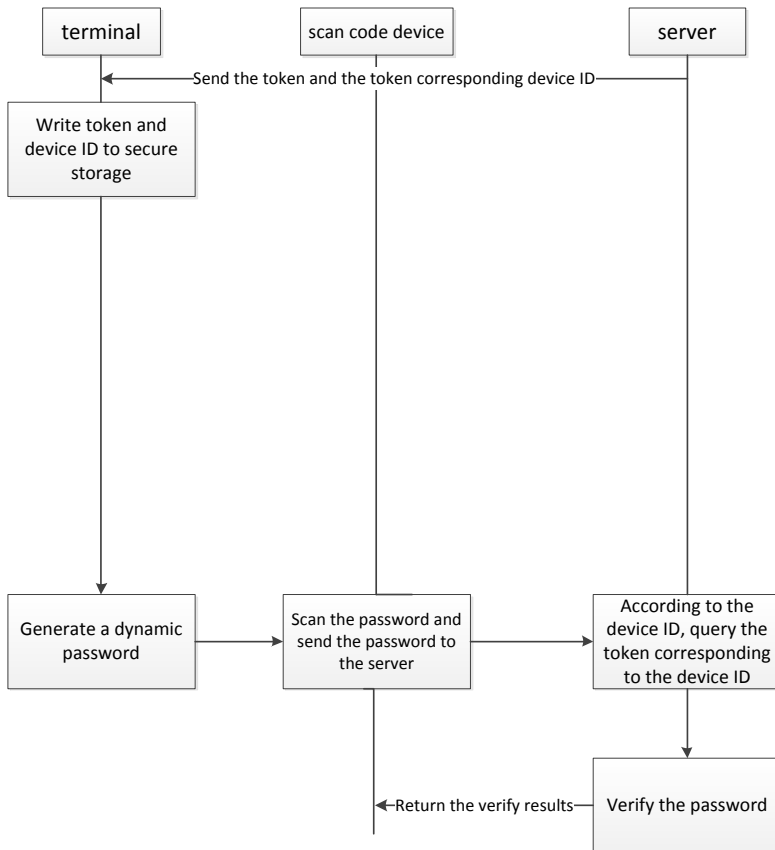 terminal
scan code device
server
Send the token and the token corresponding device ID
Write token and
device ID to secure
storage
Generate a dynamic
password
Scan the password and
send the password to
the server
According to the
device ID, query the
token corresponding
to the device ID
Return the verify results
Verify the password